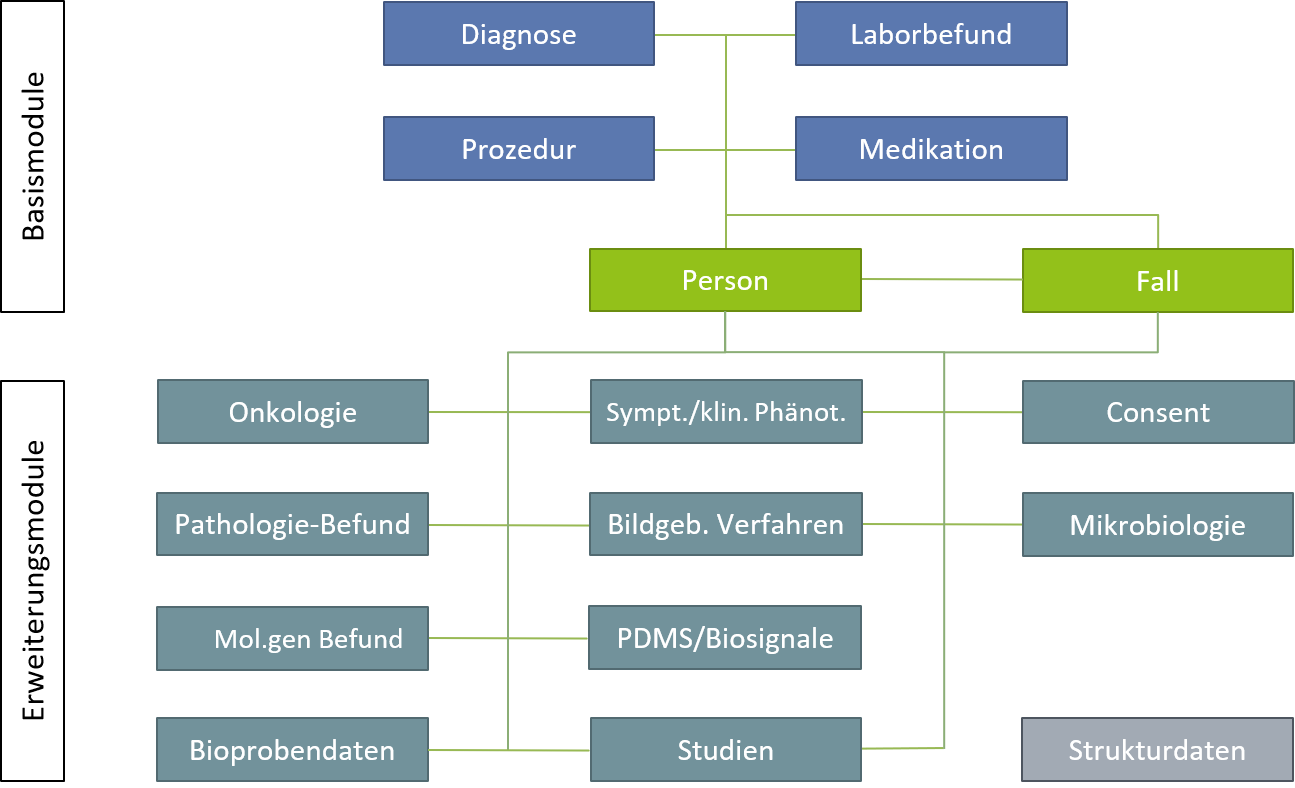 Basismodule
Diagnose
Laborbefund
Prozedur
Medikation
Person
Fall
Erweiterungsmodule
Onkologie
Sympt./klin. Phänot.
Consent
Pathologie-Befund
Bildgeb. Verfahren
Mikrobiologie
Mol.gen Befund
PDMS/Biosignale
Bioprobendaten
Studien
Strukturdaten